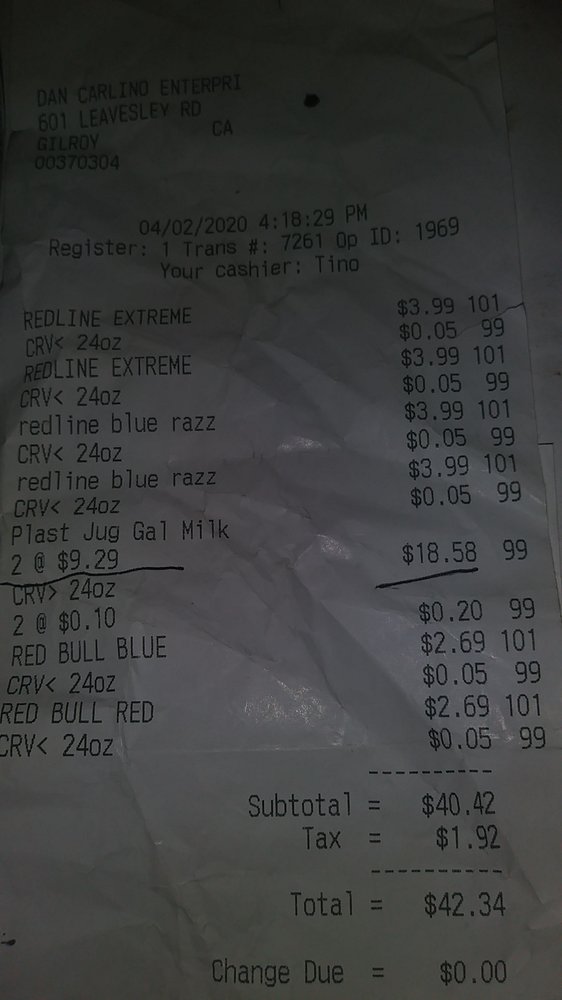 DAN CARLINO ENTERPRI
601 LEAVESLEY RD
GILROY CA
00370304
04/02/2020 4:18:29 PM
Register: 1 Trans #: 7261 Op ID: 1969
Your cashier: Tino
REDLINE EXTREME $3.99 101
CRV< 24oz $0.05 99
REDLINE EXTREME $3.99 101
CRV< 24oz $0.05 99
redline blue razz $3.99 101
CRV< 24oz $0.05 99
redline blue razz $3.99 101
CRV< 24oz $0.05 99
Plast Jug Gal Milk
2 @ $9.29 $18.58 99
CRV> 24oz
2 @ $0.10 $0.20 99
RED BULL BLUE $2.69 101
CRV< 24oz $0.05 99
RED BULL RED $2.69 101
CRV< 24oz $0.05 99
----------
Subtotal = $40.42
Tax = $1.92
----------
Total = $42.34
Change Due = $0.00